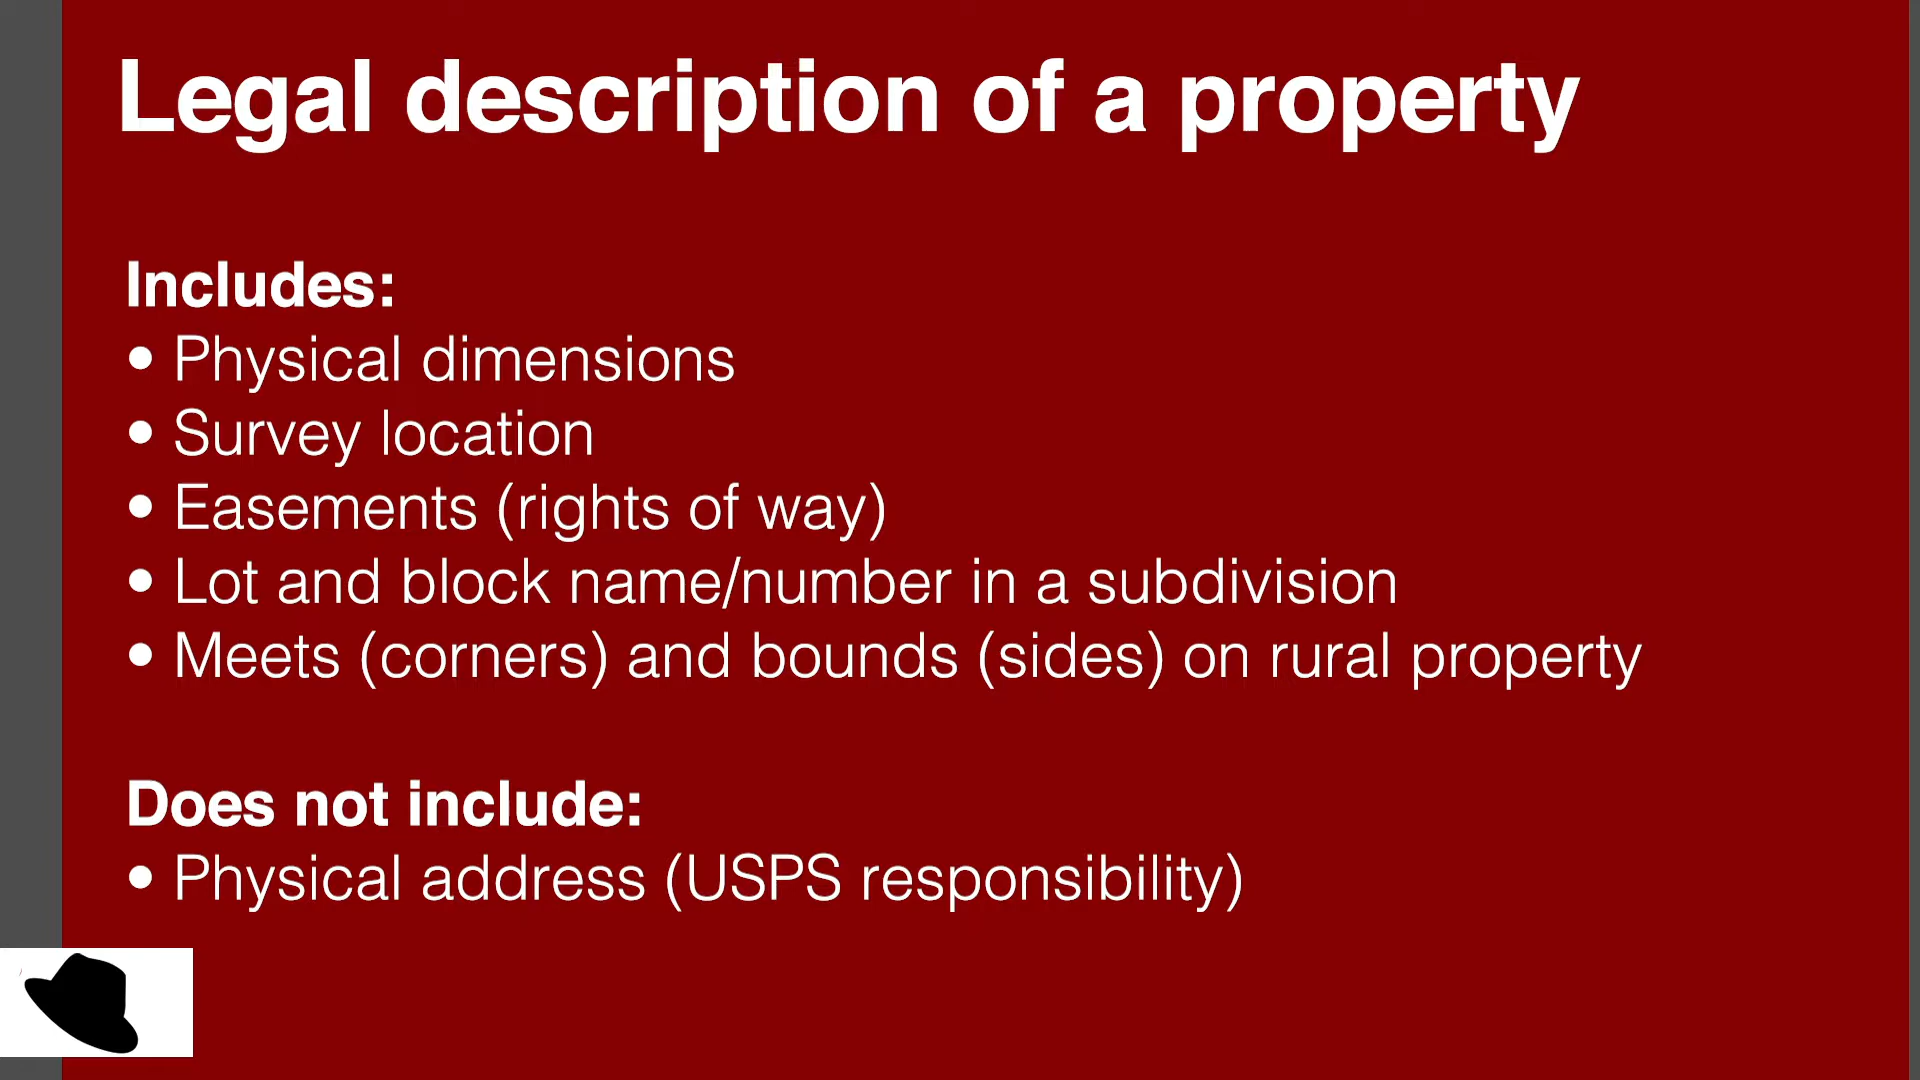 Legal description of a property
Includes:
• Physical dimensions
• Survey location
• Easements (rights of way)
• Lot and block name/number in a subdivision
• Meets (corners) and bounds (sides) on rural property
Does not include:
• Physical address (USPS responsibility)